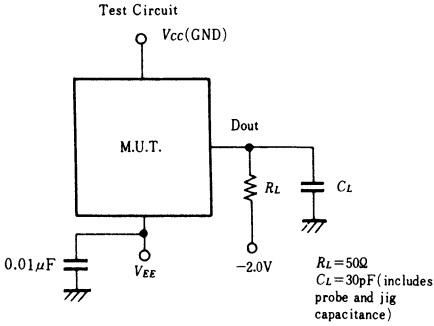 Test Circuit
Vcc(GND)
M.U.T.
Dout
RL
CL
0.01μF
VEE
−2.0V
RL=50Ω
CL=30pF(includes
probe and jig
capacitance)